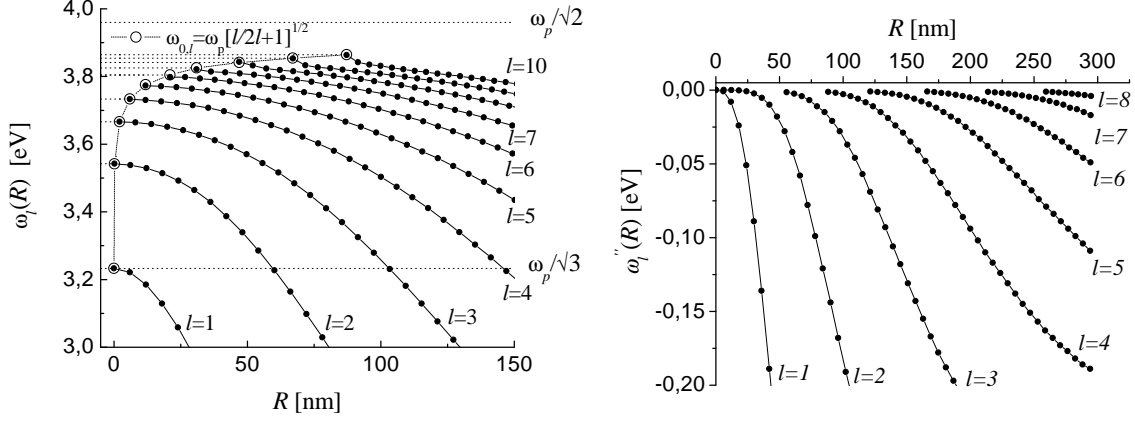 4,0
3,8
3,6
3,4
3,2
3,0
ω_l(R) [eV]
ω_{0,l}=ω_p[l/2l+1]^{1/2}
ω_p/√2
l=10
l=7
l=6
l=5
ω_p/√3
l=4
l=3
l=2
l=1
0 50 100 150
R [nm]
R [nm]
0 50 100 150 200 250 300
0,00
-0,05
-0,10
-0,15
-0,20
ω_l''(R) [eV]
l=8
l=7
l=6
l=5
l=4
l=3
l=2
l=1